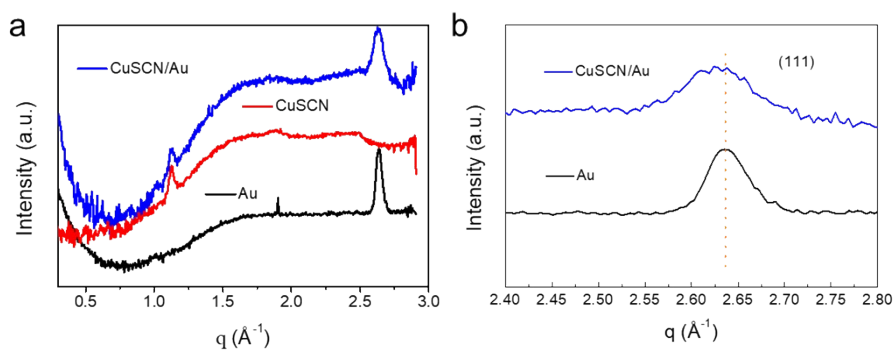 a
Intensity (a.u.)
CuSCN/Au
CuSCN
Au
0.5 1.0 1.5 2.0 2.5 3.0
q (Å⁻¹)
b
Intensity (a.u.)
CuSCN/Au
(111)
Au
2.40 2.45 2.50 2.55 2.60 2.65 2.70 2.75 2.80
q (Å⁻¹)